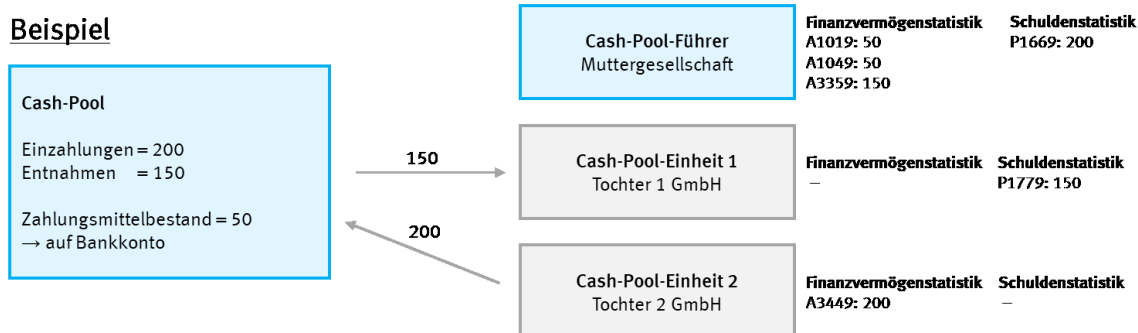 Beispiel
Cash-Pool
Einzahlungen = 200
Entnahmen = 150
Zahlungsmittelbestand = 50
→ auf Bankkonto
150
200
Cash-Pool-Führer
Muttergesellschaft
Finanzvermögenstatistik
A1019: 50
A1049: 50
A3359: 150
Schuldenstatistik
P1669: 200
Cash-Pool-Einheit 1
Tochter 1 GmbH
Finanzvermögenstatistik
–
Schuldenstatistik
P1779: 150
Cash-Pool-Einheit 2
Tochter 2 GmbH
Finanzvermögenstatistik
A3449: 200
Schuldenstatistik
–